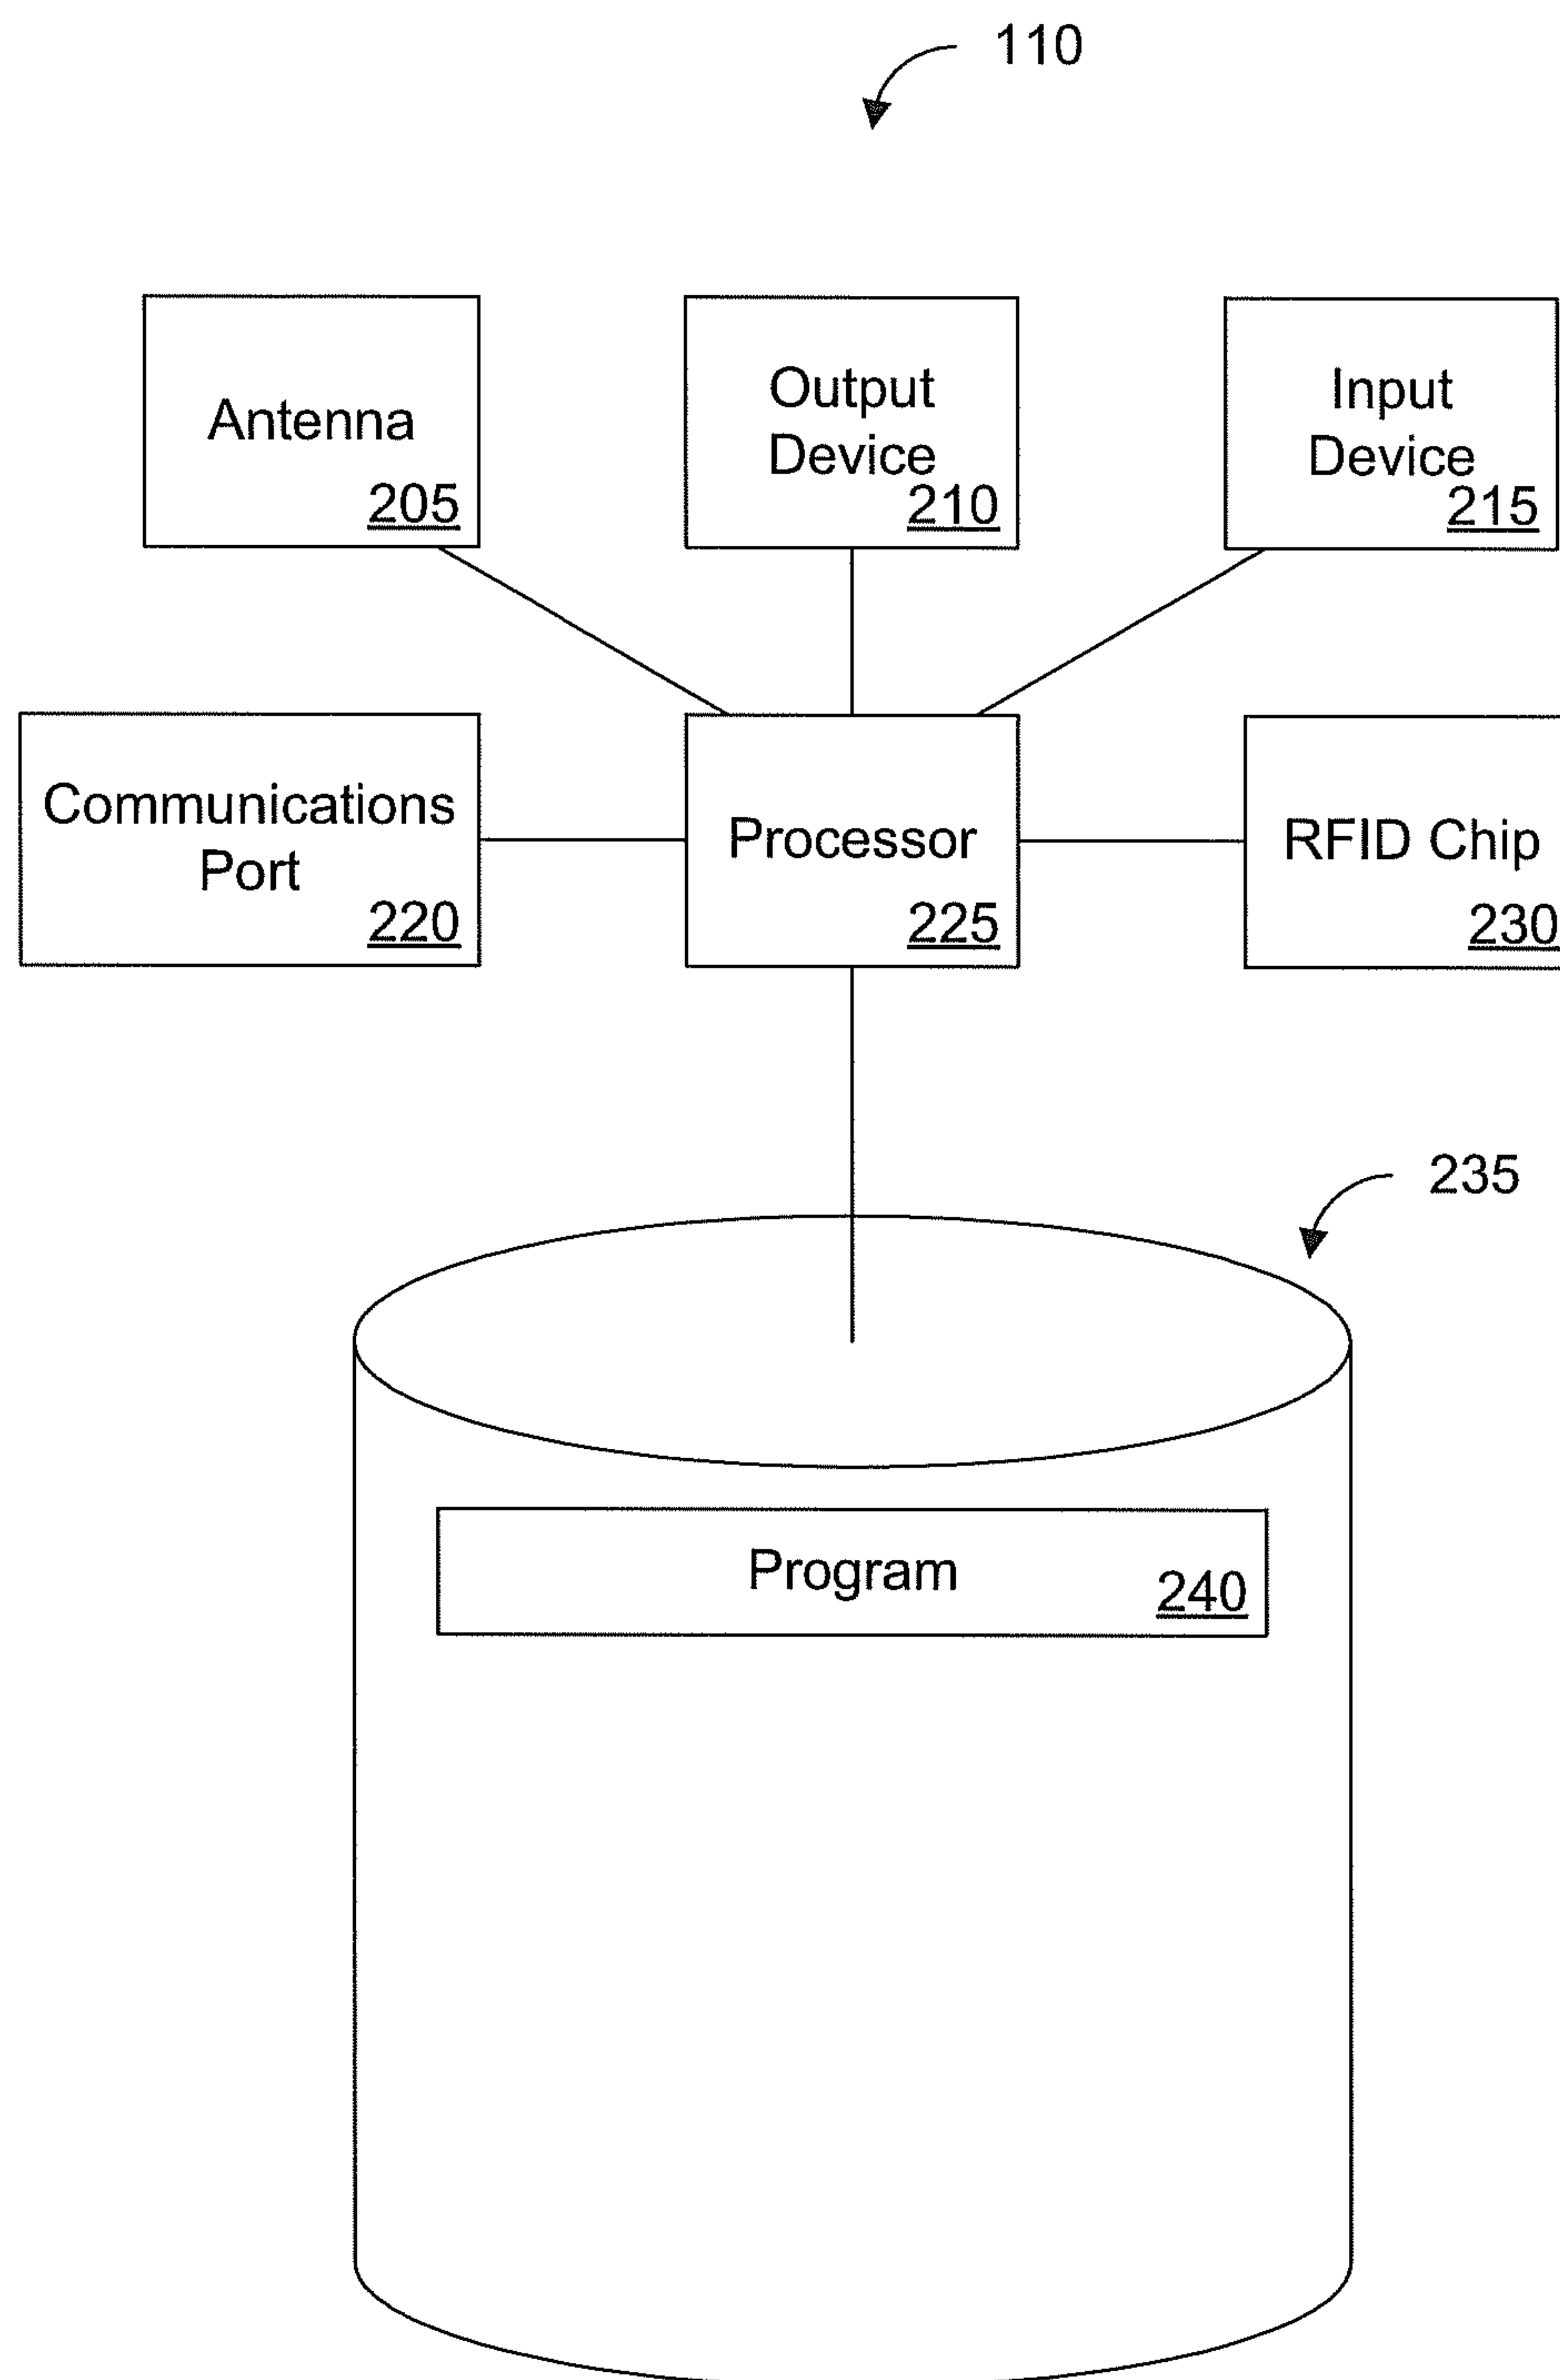 110
Antenna
205
Output
Device
210
Input
Device
215
Communications
Port
220
Processor
225
RFID Chip
230
235
Program
240